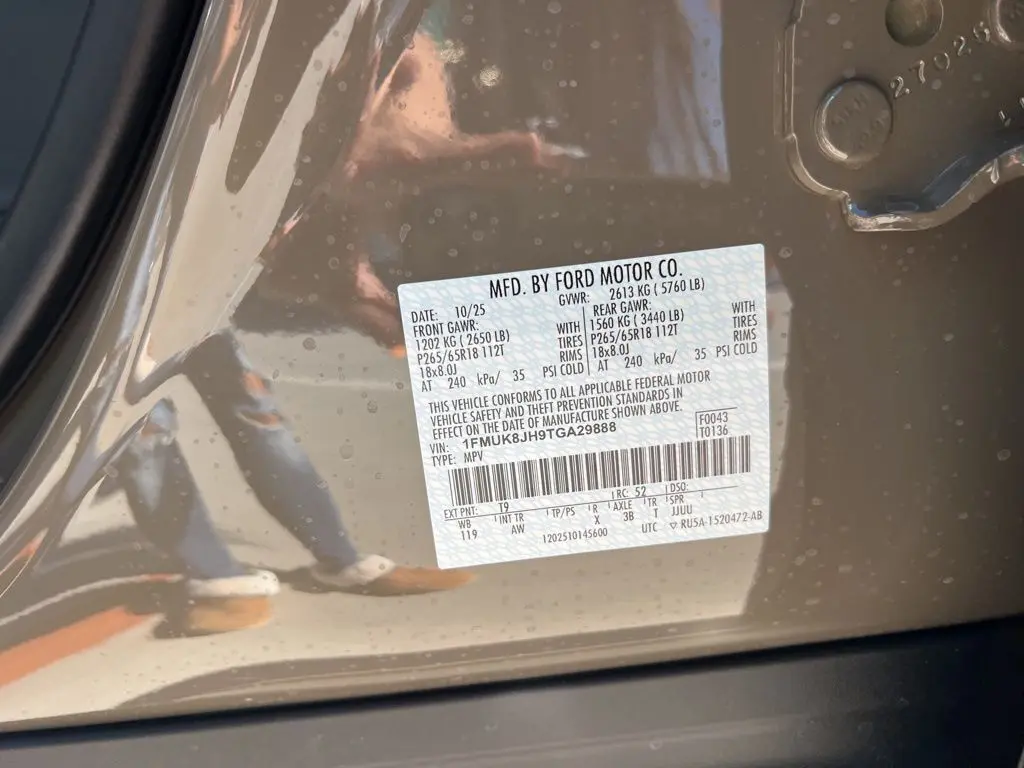 27026
MFD. BY FORD MOTOR CO.
DATE: 10/25 GVWR: 2613 KG ( 5760 LB)
FRONT GAWR: REAR GAWR:
1202 KG ( 2650 LB) WITH 1560 KG ( 3440 LB) WITH
P265/65R18 112T TIRES P265/65R18 112T TIRES
18x8.0J RIMS 18x8.0J RIMS
AT 240 kPa/ 35 PSI COLD AT 240 kPa/ 35 PSI COLD
THIS VEHICLE CONFORMS TO ALL APPLICABLE FEDERAL MOTOR
VEHICLE SAFETY AND THEFT PREVENTION STANDARDS IN
EFFECT ON THE DATE OF MANUFACTURE SHOWN ABOVE.
VIN: 1FMUK8JH9TGA29888 F0043
TYPE: MPV T0136
EXT PNT: T9 RC: 52 DSO:
WB INT TR TP/PS R AXLE TR SPR
119 AW X 3B T JJUU
1202510145600 UTC ▽ RU5A-1520472-AB